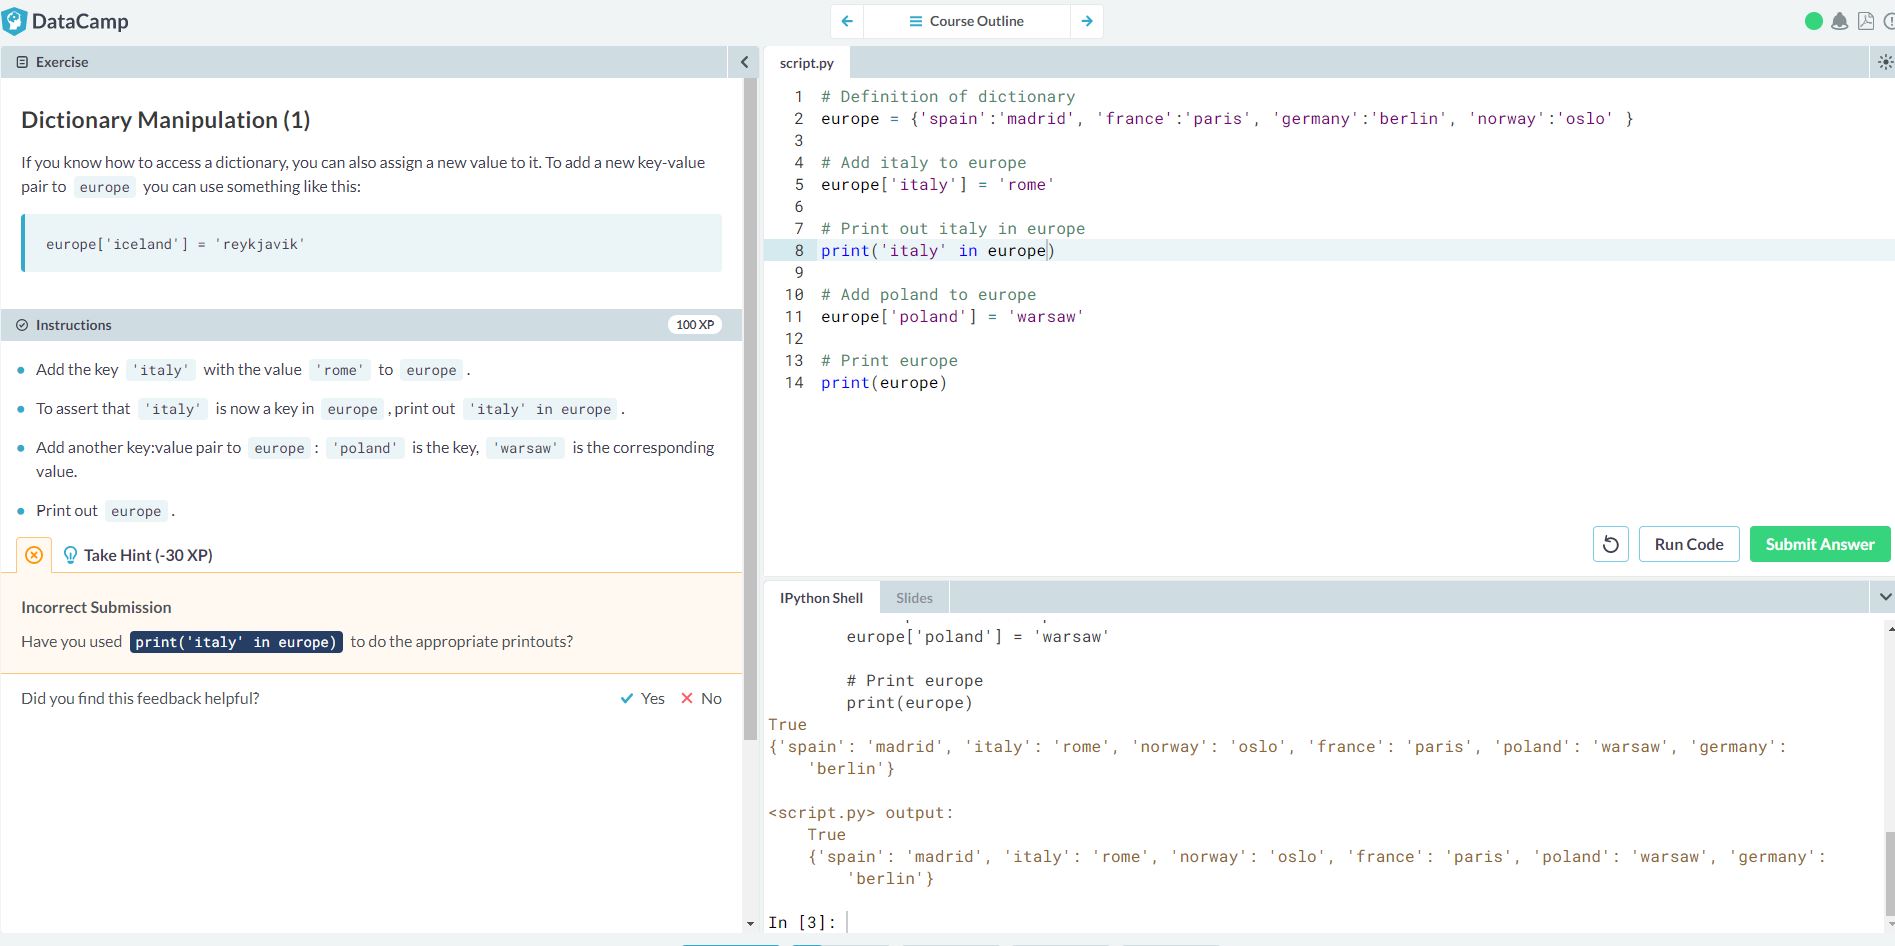 DataCamp
Course Outline
Exercise
Dictionary Manipulation (1)
If you know how to access a dictionary, you can also assign a new value to it. To add a new key-value
pair to europe you can use something like this:
europe['iceland'] = 'reykjavik'
Instructions
100 XP
Add the key 'italy' with the value 'rome' to europe .
To assert that 'italy' is now a key in europe , print out 'italy' in europe .
Add another key:value pair to europe : 'poland' is the key, 'warsaw' is the corresponding
value.
Print out europe .
Take Hint (-30 XP)
Incorrect Submission
Have you used print('italy' in europe) to do the appropriate printouts?
Did you find this feedback helpful?
Yes
No
script.py
1 # Definition of dictionary
2 europe = {'spain':'madrid', 'france':'paris', 'germany':'berlin', 'norway':'oslo' }
3
4 # Add italy to europe
5 europe['italy'] = 'rome'
6
7 # Print out italy in europe
8 print('italy' in europe)
9
10 # Add poland to europe
11 europe['poland'] = 'warsaw'
12
13 # Print europe
14 print(europe)
Run Code
Submit Answer
IPython Shell
Slides
europe['poland'] = 'warsaw'
# Print europe
print(europe)
True
{'spain': 'madrid', 'italy': 'rome', 'norway': 'oslo', 'france': 'paris', 'poland': 'warsaw', 'germany':
'berlin'}
<script.py> output:
True
{'spain': 'madrid', 'italy': 'rome', 'norway': 'oslo', 'france': 'paris', 'poland': 'warsaw', 'germany':
'berlin'}
In [3]: